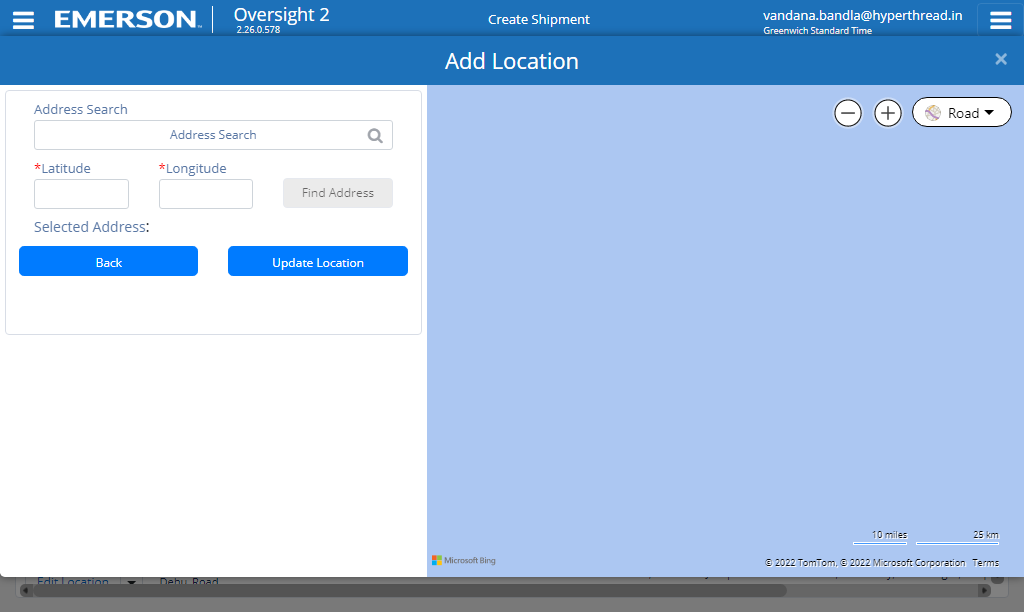 EMERSON
Oversight 2
2.26.0.578
Create Shipment
vandana.bandla@hyperthread.in
Greenwich Standard Time
Add Location
×
Address Search
Address Search
*Latitude
*Longitude
Find Address
Selected Address:
Back
Update Location
Road
10 miles
25 km
Microsoft Bing
© 2022 TomTom, © 2022 Microsoft Corporation Terms
Edit Location
Debu Road